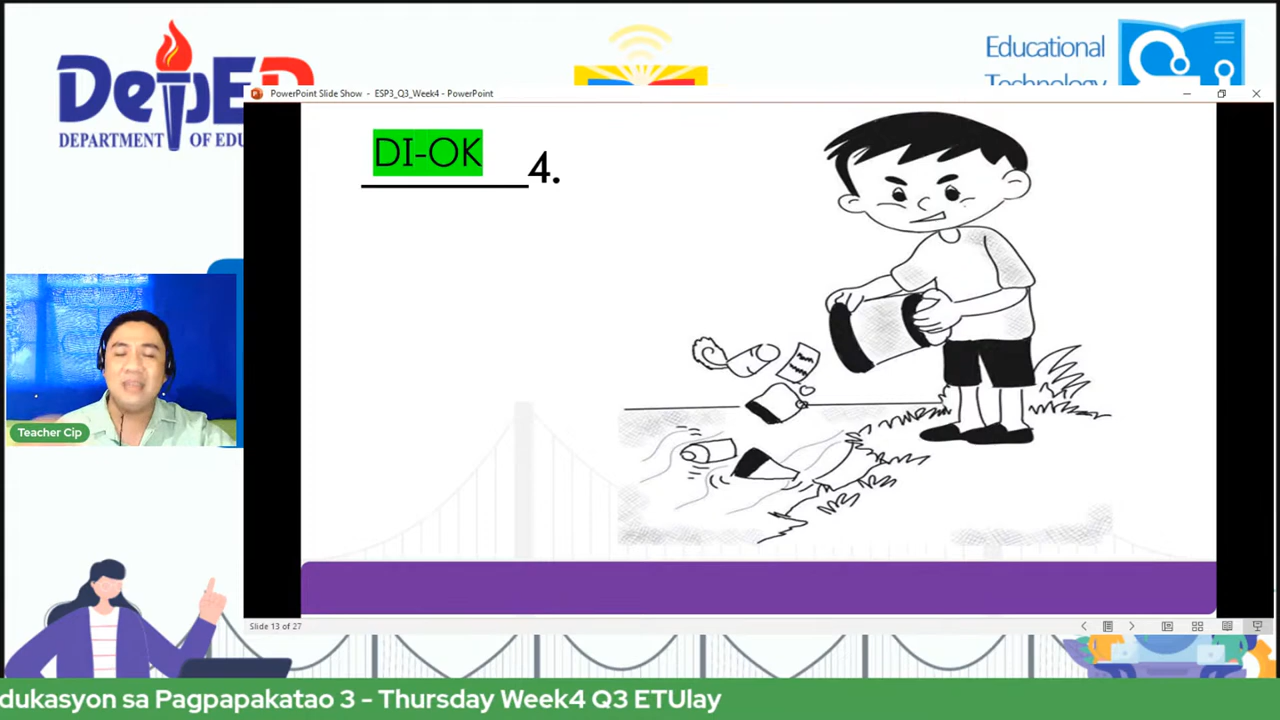 DepED
DEPARTMENT OF EDU
Educational
Technology
PowerPoint Slide Show - ESP3_Q3_Week4 - PowerPoint
DI-OK
4.
Teacher Cip
Slide 13 of 27
dukasyon sa Pagpapakatao 3 - Thursday Week4 Q3 ETUlay